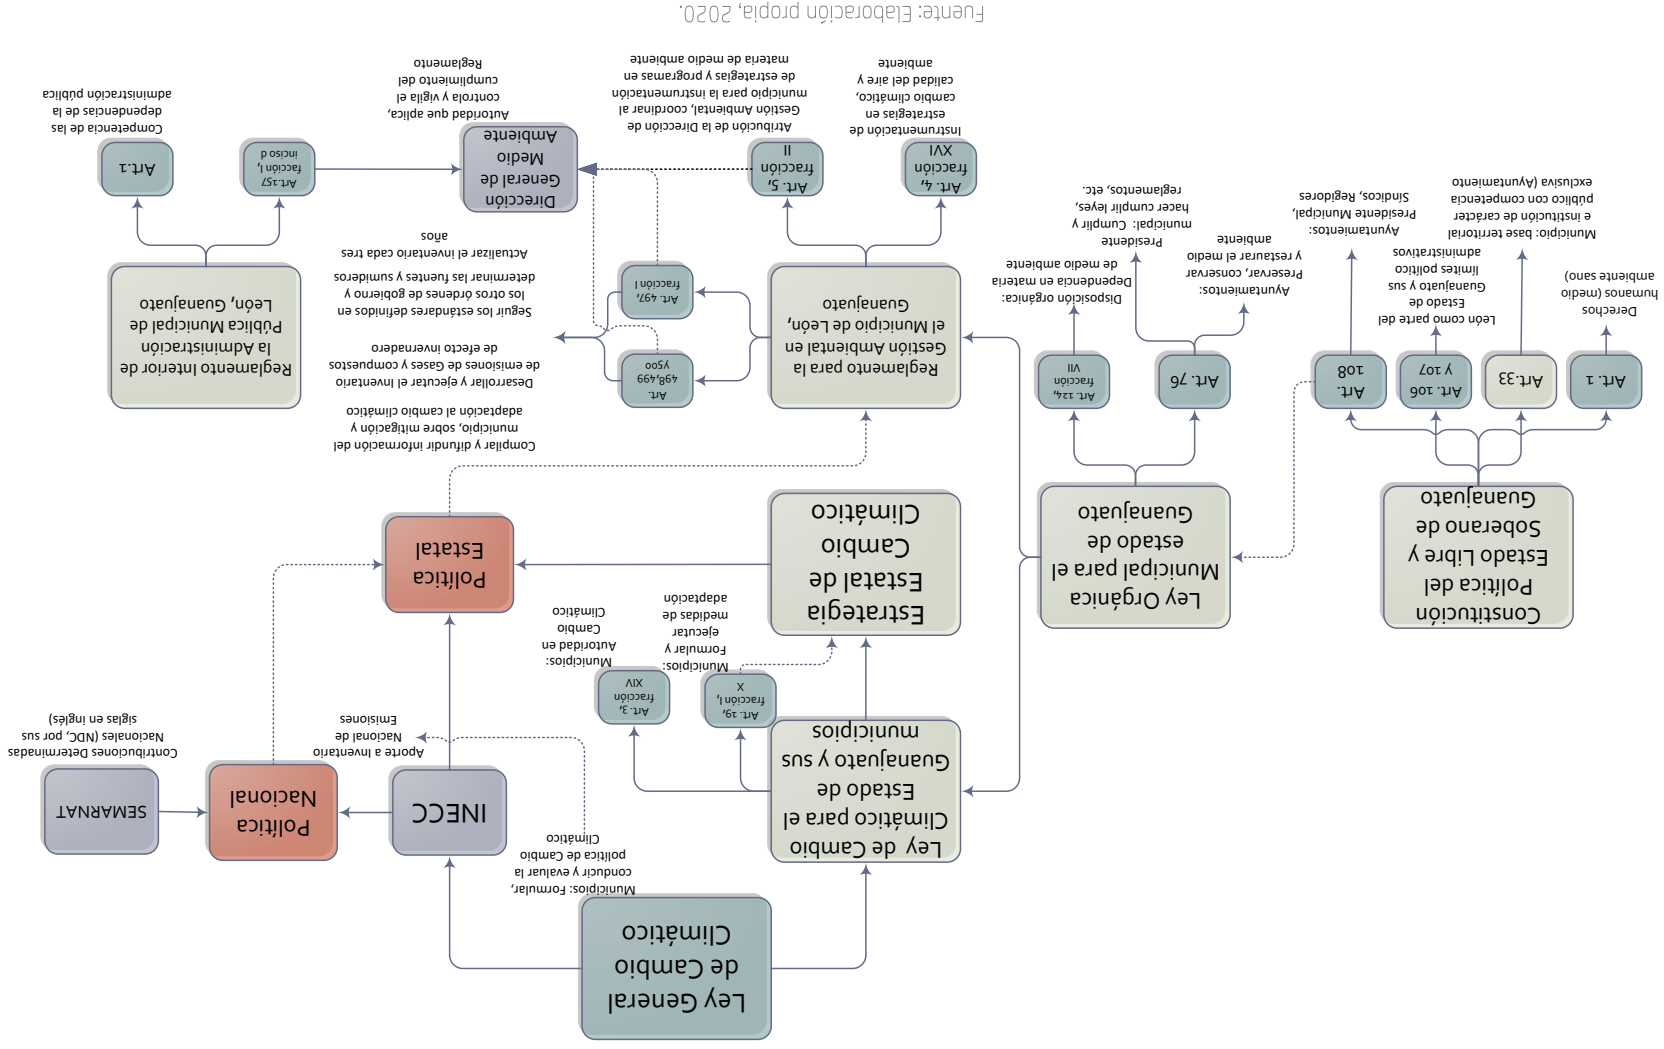 Ley General
de Cambio
Climático
Municipios: Formular,
conducir y evaluar la
política de Cambio
Climático
INECC
Política
Nacional
SEMARNAT
Aporte a Inventario
Nacional de
Emisiones
Contribuciones Determinadas
Nacionales (NDC, por sus
siglas en inglés)
Ley de Cambio
Climático para el
Estado de
Guanajuato y sus
municipios
Art. 19,
fracción I,
X
Municipios:
Formular y
ejecutar
medidas de
adaptación
Art. 3,
fracción
XIV
Municipios:
Autoridad en
Cambio
Climático
Estrategia
Estatal de
Cambio
Climático
Política
Estatal
Constitución
Política del
Estado Libre y
Soberano de
Guanajuato
Ley Orgánica
Municipal para el
estado de
Guanajuato
Art. 1
Derechos
humanos (medio
ambiente sano)
Art.33
Municipio: base territorial
e institución de carácter
público con competencia
exclusiva (Ayuntamiento
Art. 106
y 107
León como parte del
Estado de
Guanajuato y sus
límites político
administrativos
Art.
108
Ayuntamientos:
Presidente Municipal,
Síndicos, Regidores
Art. 76
Ayuntamientos:
Preservar, conservar
y restaurar el medio
ambiente
Presidente
municipal: Cumplir y
hacer cumplir leyes,
reglamentos, etc.
Art. 124,
fracción
VII
Disposición orgánica:
Dependencia en materia
de medio ambiente
Reglamento para la
Gestión Ambiental en
el Municipio de León,
Guanajuato
Art.
498,499
y500
Art. 497,
fracción I
Compilar y difundir información del
municipio, sobre mitigación y
adaptación al cambio climático
Desarrollar y ejecutar el Inventario
de emisiones de Gases y compuestos
de efecto invernadero
Seguir los estándares definidos en
los otros órdenes de gobierno y
determinar las fuentes y sumideros
Actualizar el inventario cada tres
años
Art. 4,
fracción
XVI
Instrumentación de
estrategias en
cambio climático,
calidad del aire y
ambiente
Art. 5,
fracción
II
Atribución de la Dirección de
Gestión Ambiental, coordinar al
municipio para la instrumentación
de estrategias y programas en
materia de medio ambiente
Dirección
General de
Medio
Ambiente
Autoridad que aplica,
controla y vigila el
cumplimiento del
Reglamento
Reglamento Interior de
la Administración
Pública Municipal de
León, Guanajuato
Art.157
facción I,
inciso d
Art.1
Competencia de las
dependencias de la
administración pública
Fuente: Elaboración propia, 2020.